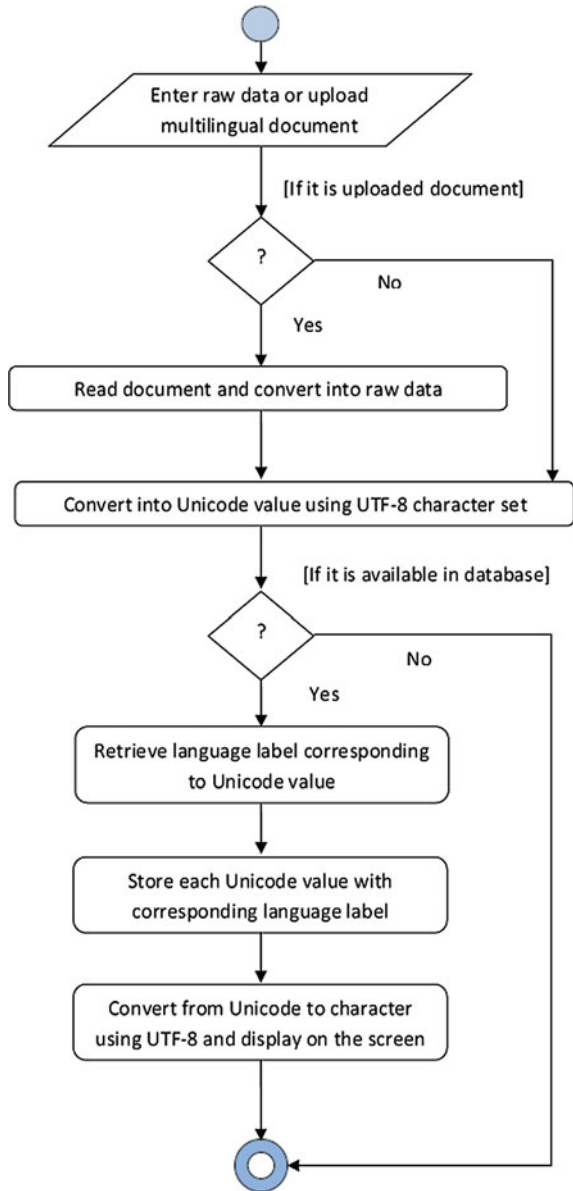 Enter raw data or upload
multilingual document
[If it is uploaded document]
?
No
Yes
Read document and convert into raw data
Convert into Unicode value using UTF-8 character set
[If it is available in database]
?
No
Yes
Retrieve language label corresponding
to Unicode value
Store each Unicode value with
corresponding language label
Convert from Unicode to character
using UTF-8 and display on the screen